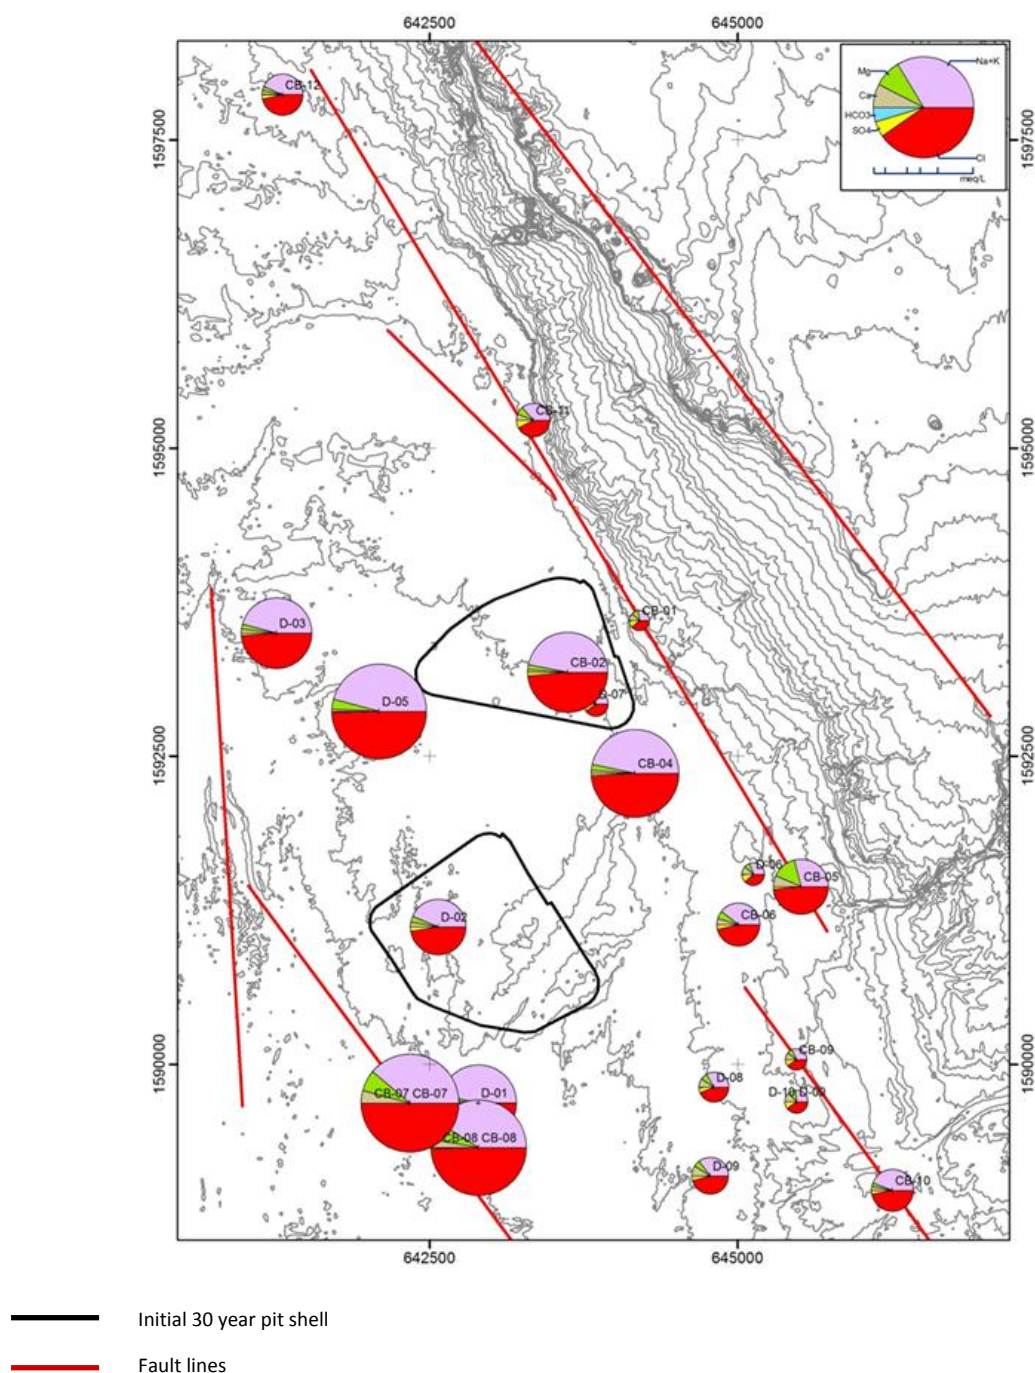 642500 645000
Na+K
Mg
Ca
HCO3
SO4
Cl
meq/L
CB-12
1597500 1597500
CB-11
1595000 1595000
CB-01
D-03
CB-02
D-07
D-05
CB-04
1592500 1592500
D-06
CB-05
D-02
CB-06
1590000 1590000
CB-09
D-08
CB-07 CB-07
D-01
D-10
CB-08 CB-08
D-09
CB-10
642500 645000
Initial 30 year pit shell
Fault lines